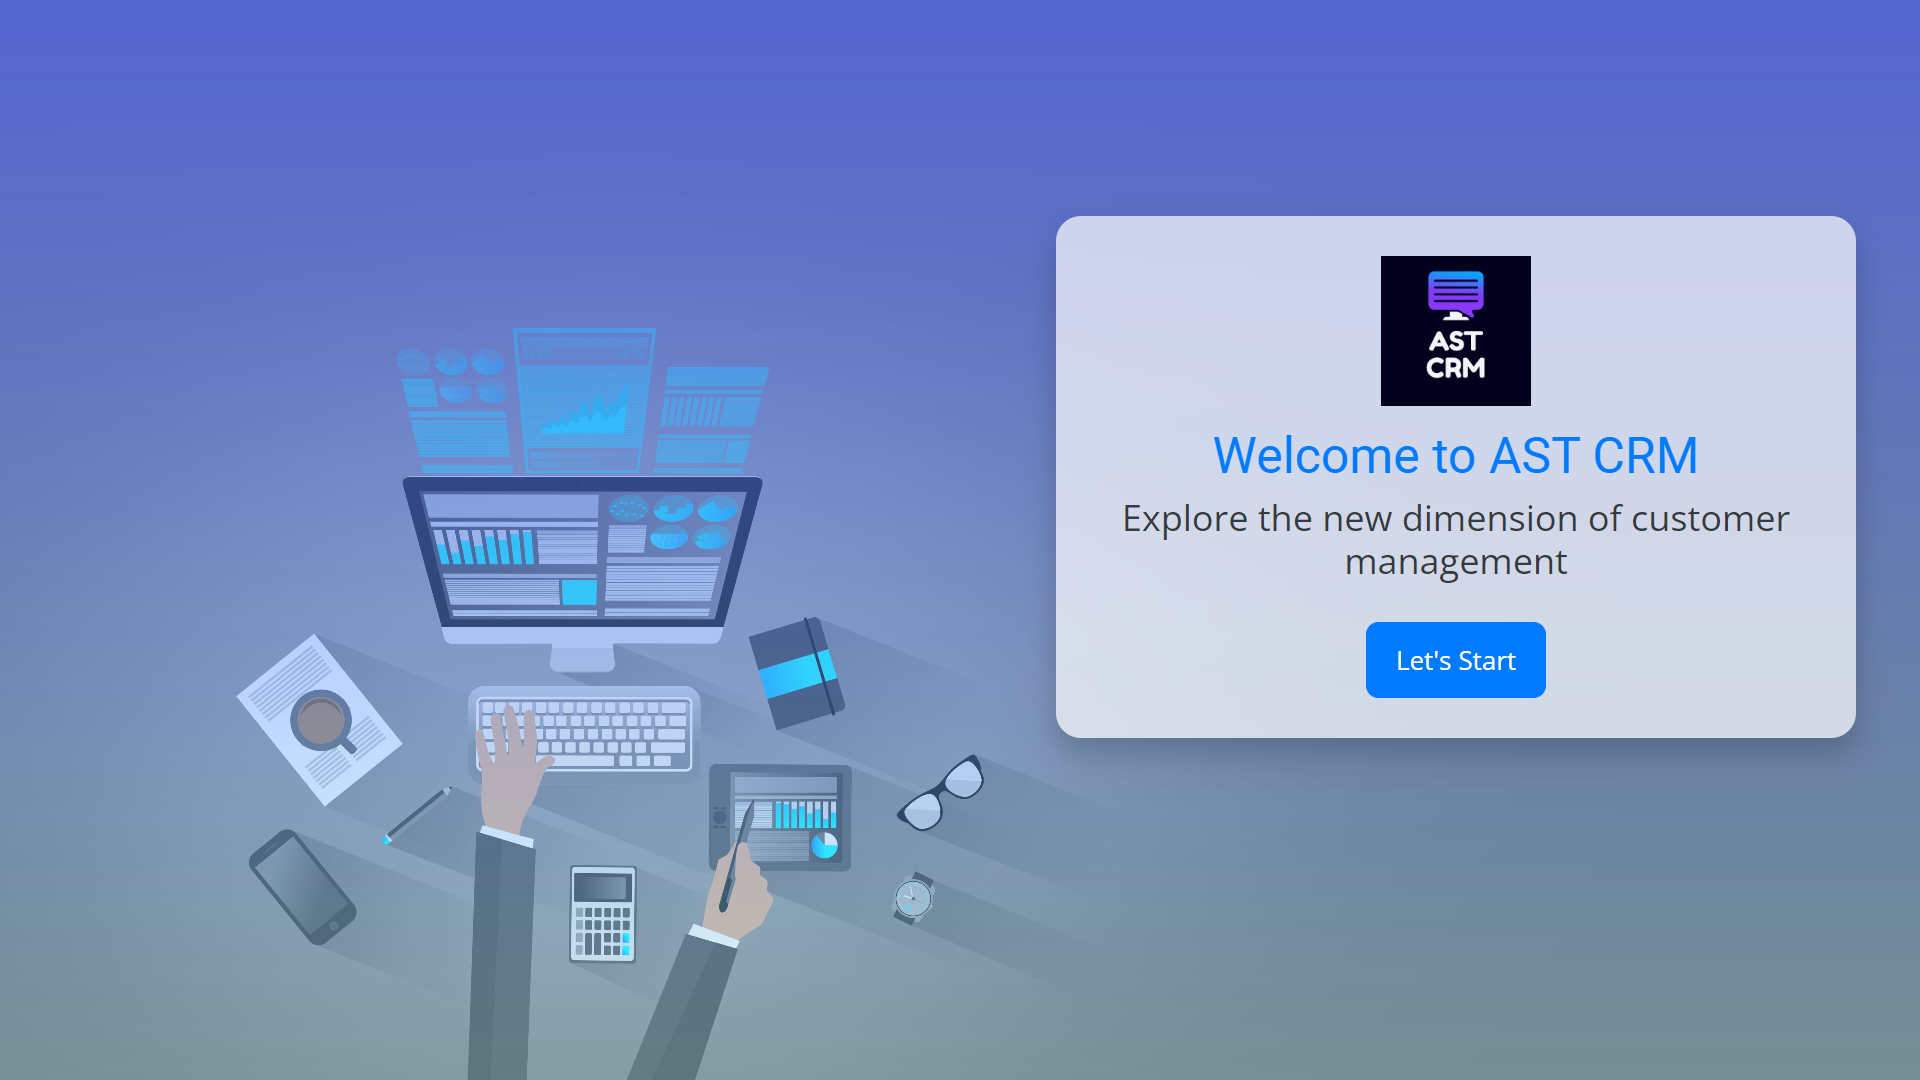 AST
CRM
Welcome to AST CRM
Explore the new dimension of customer
management
Let's Start